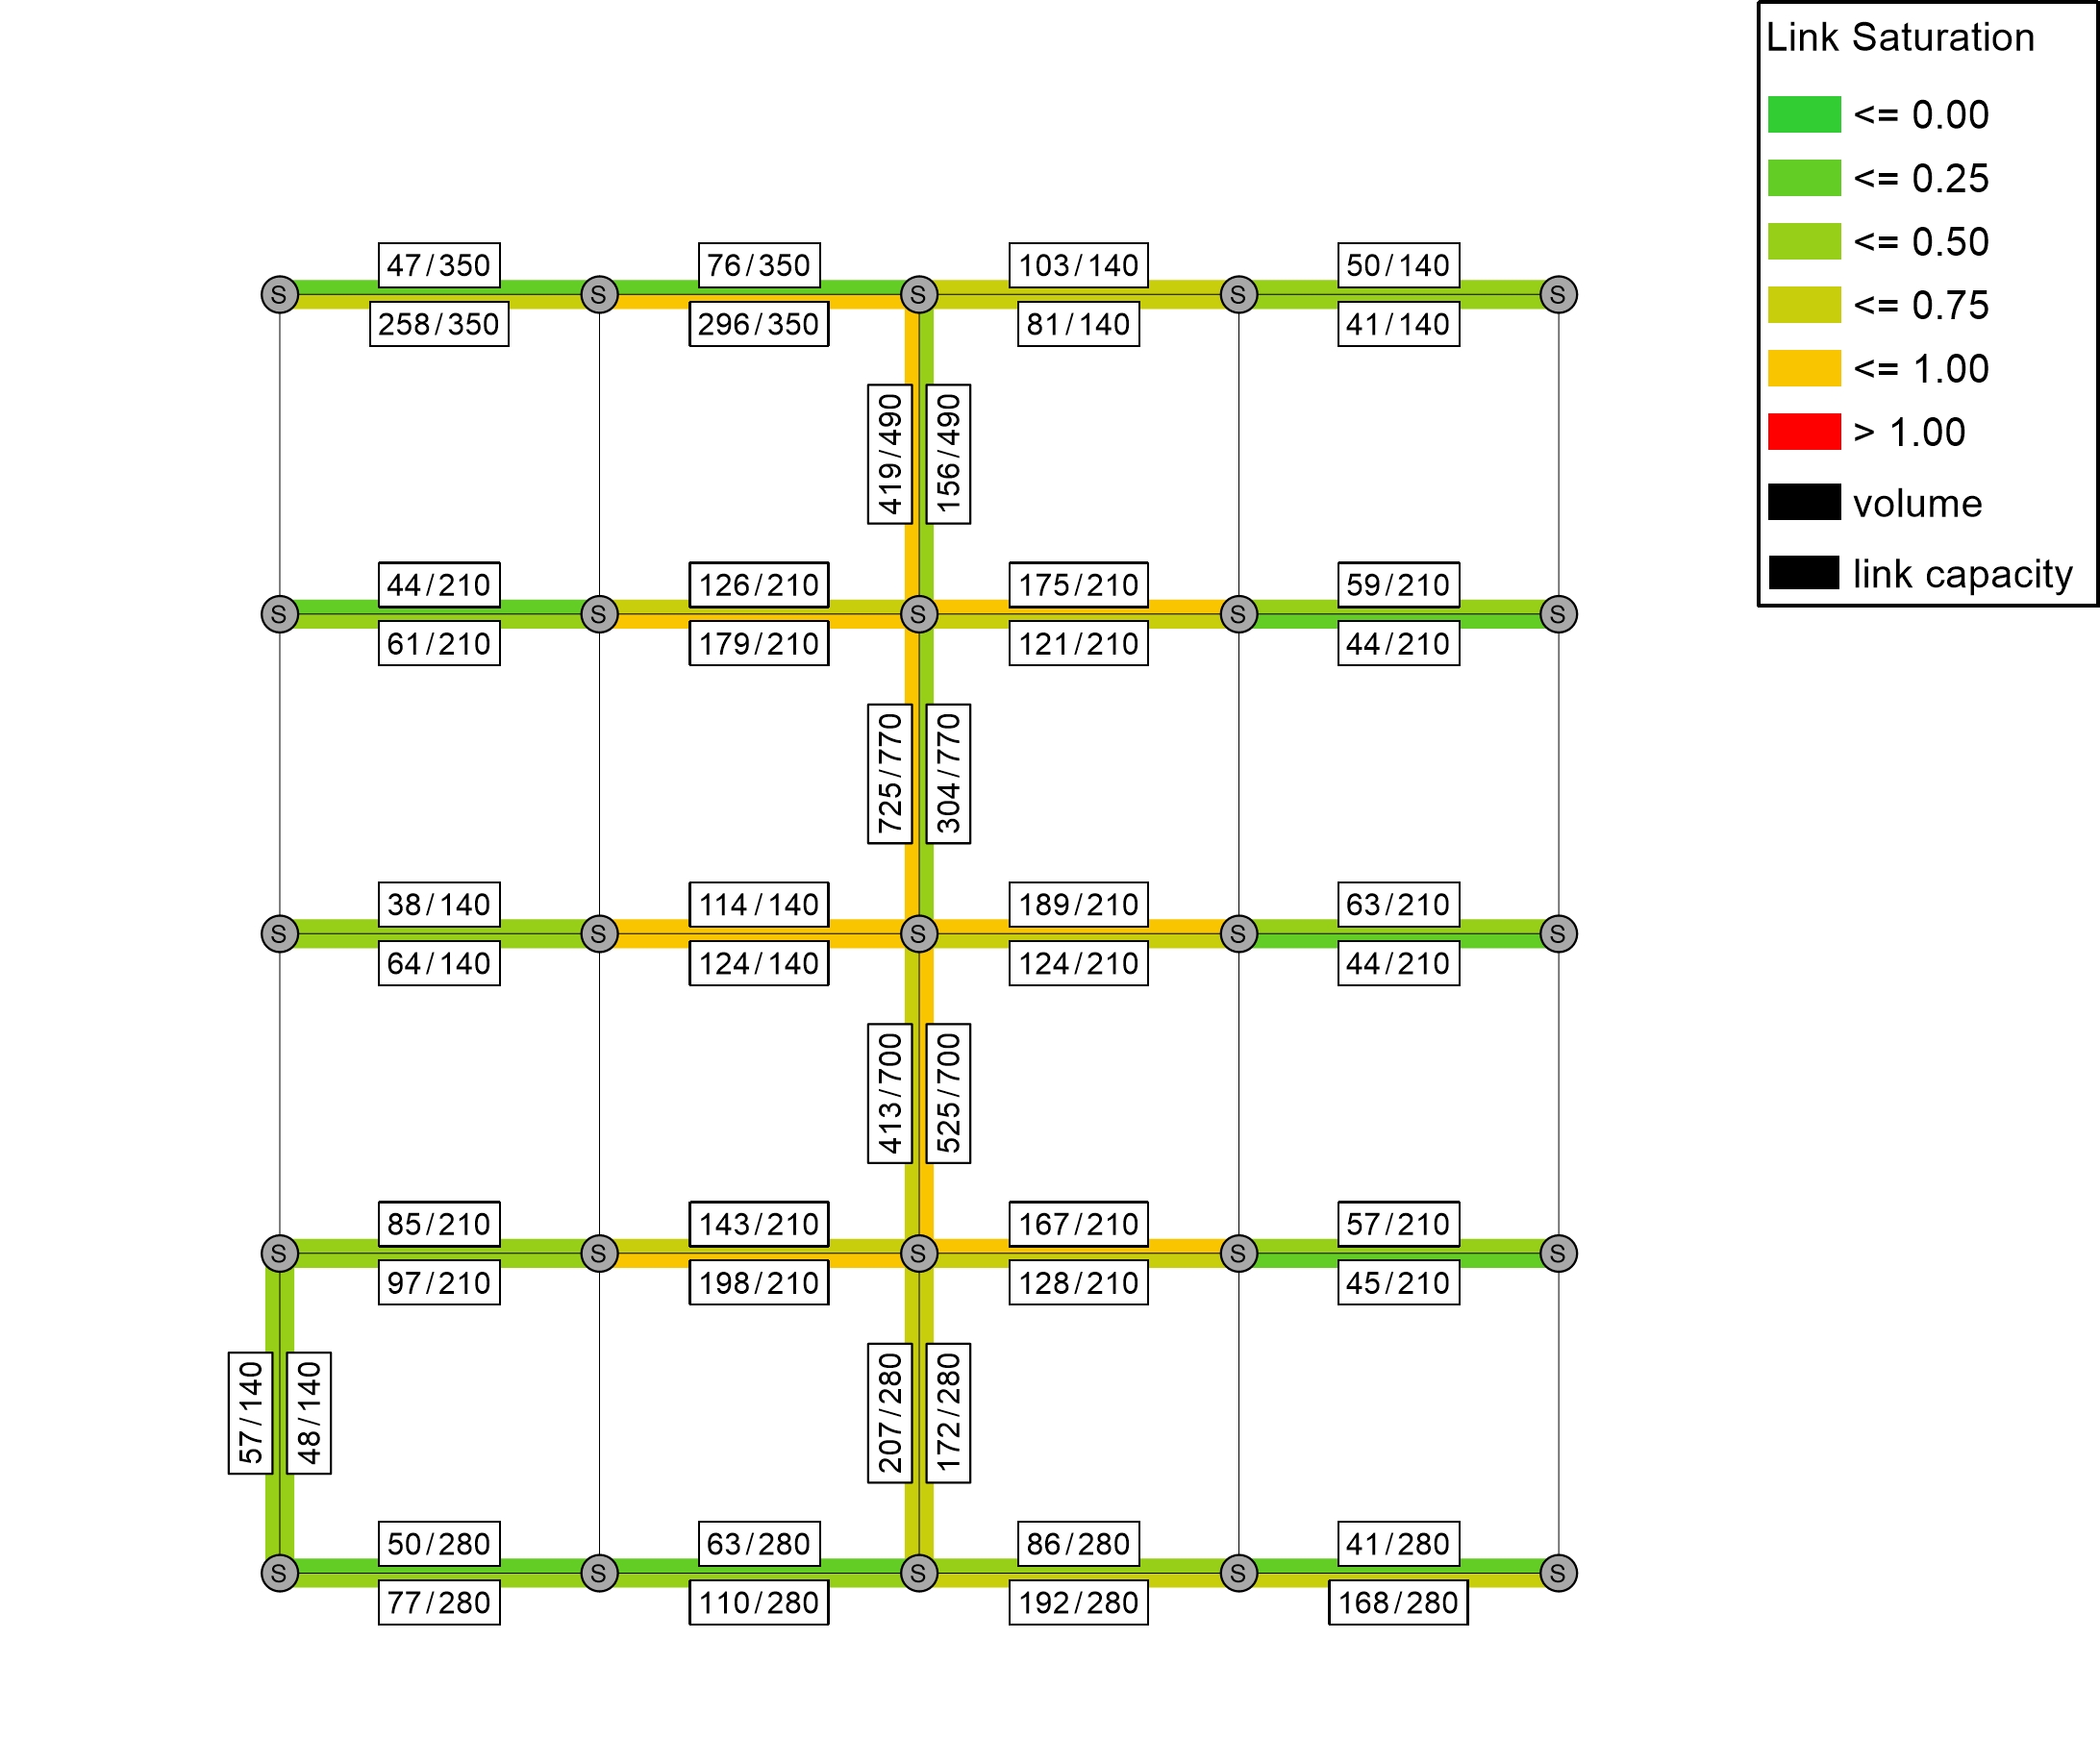 Link Saturation
<= 0.00
<= 0.25
<= 0.50
<= 0.75
<= 1.00
> 1.00
volume
link capacity
47/350 76/350 103/140 50/140
S S S S S
258/350 296/350 81/140 41/140
419/490 156/490
44/210 126/210 175/210 59/210
S S S S S
61/210 179/210 121/210 44/210
725/770 304/770
38/140 114/140 189/210 63/210
S S S S S
64/140 124/140 124/210 44/210
413/700 525/700
85/210 143/210 167/210 57/210
S S S S S
97/210 198/210 128/210 45/210
57/140 48/140 207/280 172/280
50/280 63/280 86/280 41/280
S S S S S
77/280 110/280 192/280 168/280